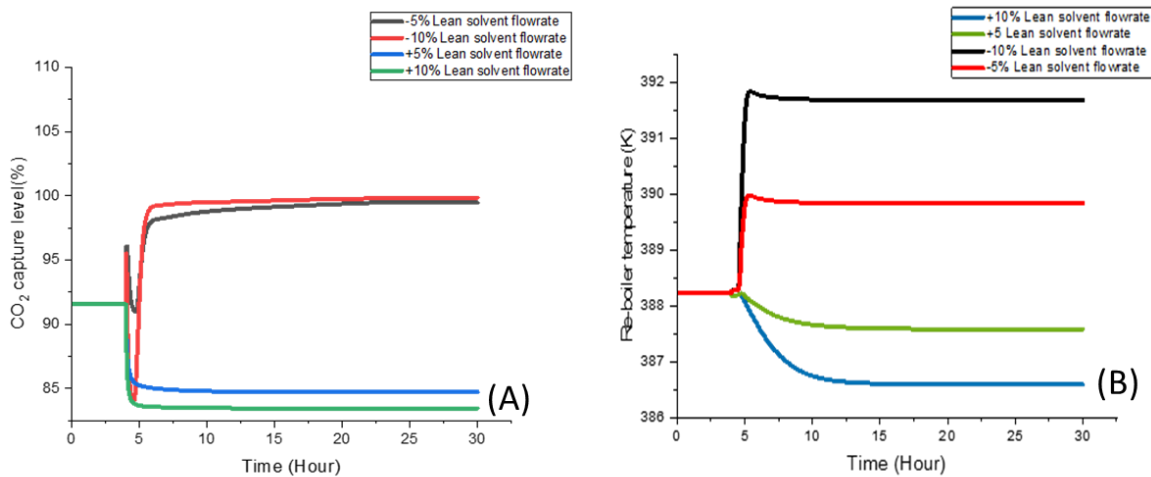 -5% Lean solvent flowrate
-10% Lean solvent flowrate
+5% Lean solvent flowrate
+10% Lean solvent flowrate
110
105
100
95
90
85
CO₂ capture level(%)
0 5 10 15 20 25 30
Time (Hour)
(A)
+10% Lean solvent flowrate
+5 Lean solvent flowrate
-10% Lean solvent flowrate
-5% Lean solvent flowrate
392
391
390
389
388
387
386
Re-boiler temperature (K)
0 5 10 15 20 25 30
Time (Hour)
(B)